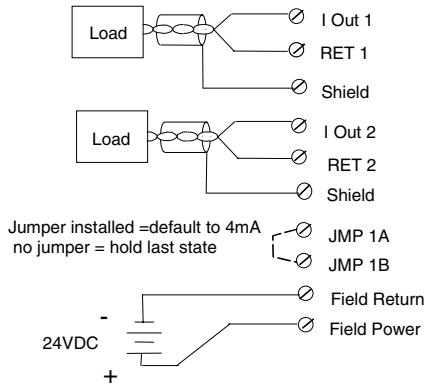 Load
I Out 1
RET 1
Shield
Load
I Out 2
RET 2
Shield
Jumper installed =default to 4mA
no jumper = hold last state
JMP 1A
JMP 1B
Field Return
-
24VDC
Field Power
+